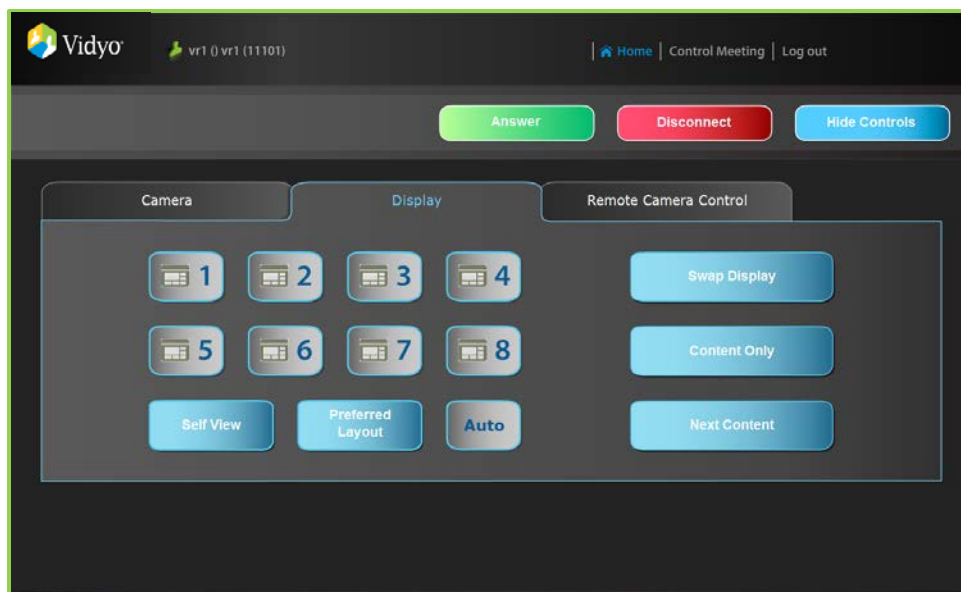 Vidyo
vr1 () vr1 (11101)
Home | Control Meeting | Log out
Answer
Disconnect
Hide Controls
Camera
Display
Remote Camera Control
1
2
3
4
Swap Display
5
6
7
8
Content Only
Self View
Preferred
Layout
Auto
Next Content